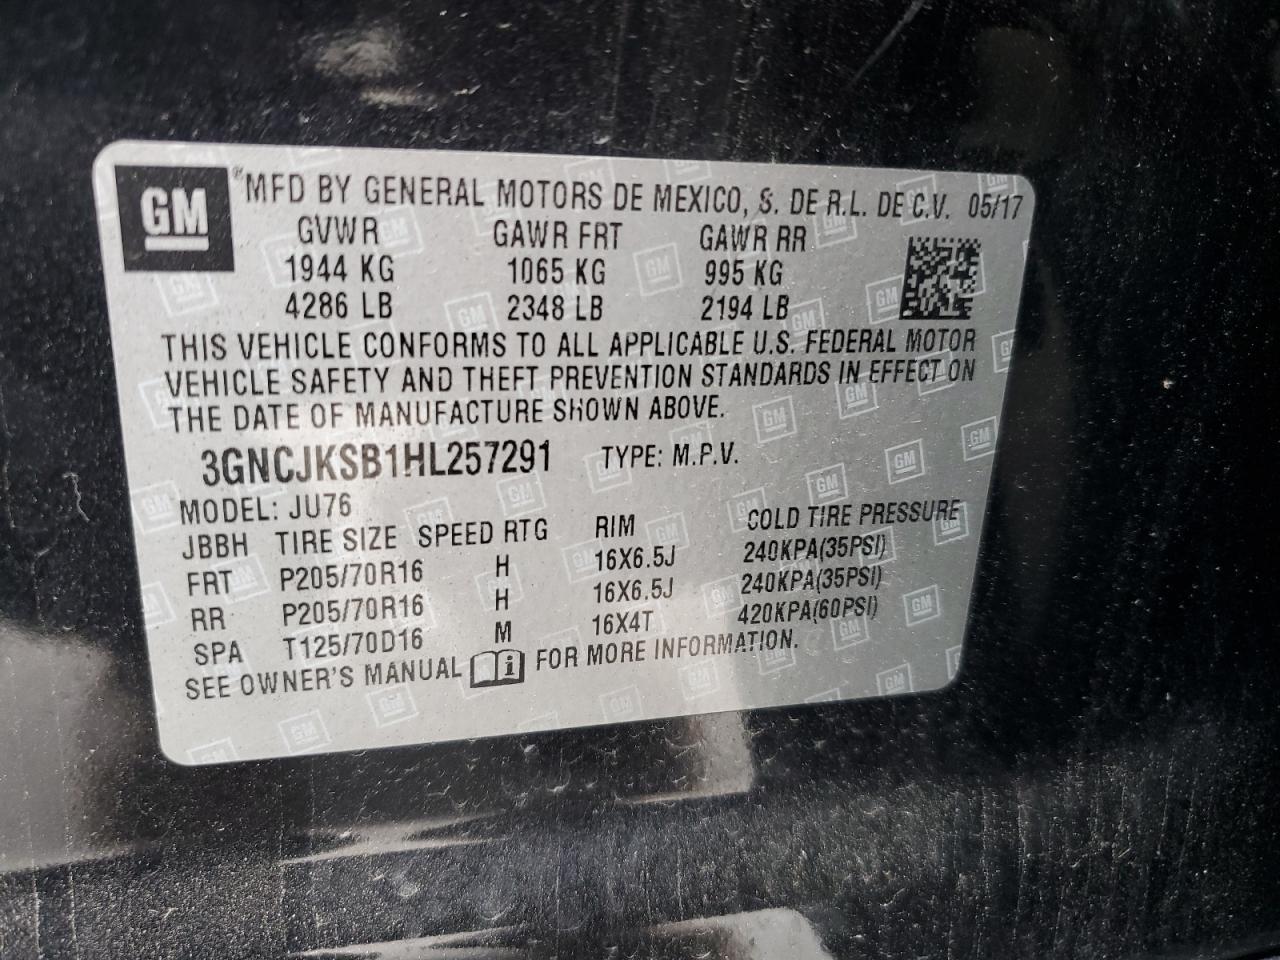 GM
® MFD BY GENERAL MOTORS DE MEXICO, S. DE R.L. DE C.V. 05/17
GVWR GAWR FRT GAWR RR
1944 KG 1065 KG 995 KG
4286 LB 2348 LB 2194 LB
THIS VEHICLE CONFORMS TO ALL APPLICABLE U.S. FEDERAL MOTOR
VEHICLE SAFETY AND THEFT PREVENTION STANDARDS IN EFFECT ON
THE DATE OF MANUFACTURE SHOWN ABOVE.
3GNCJKSB1HL257291 TYPE: M.P.V.
MODEL: JU76
JBBH TIRE SIZE SPEED RTG RIM COLD TIRE PRESSURE
FRT P205/70R16 H 16X6.5J 240KPA(35PSI)
RR P205/70R16 H 16X6.5J 240KPA(35PSI)
SPA T125/70D16 M 16X4T 420KPA(60PSI)
SEE OWNER'S MANUAL i FOR MORE INFORMATION.